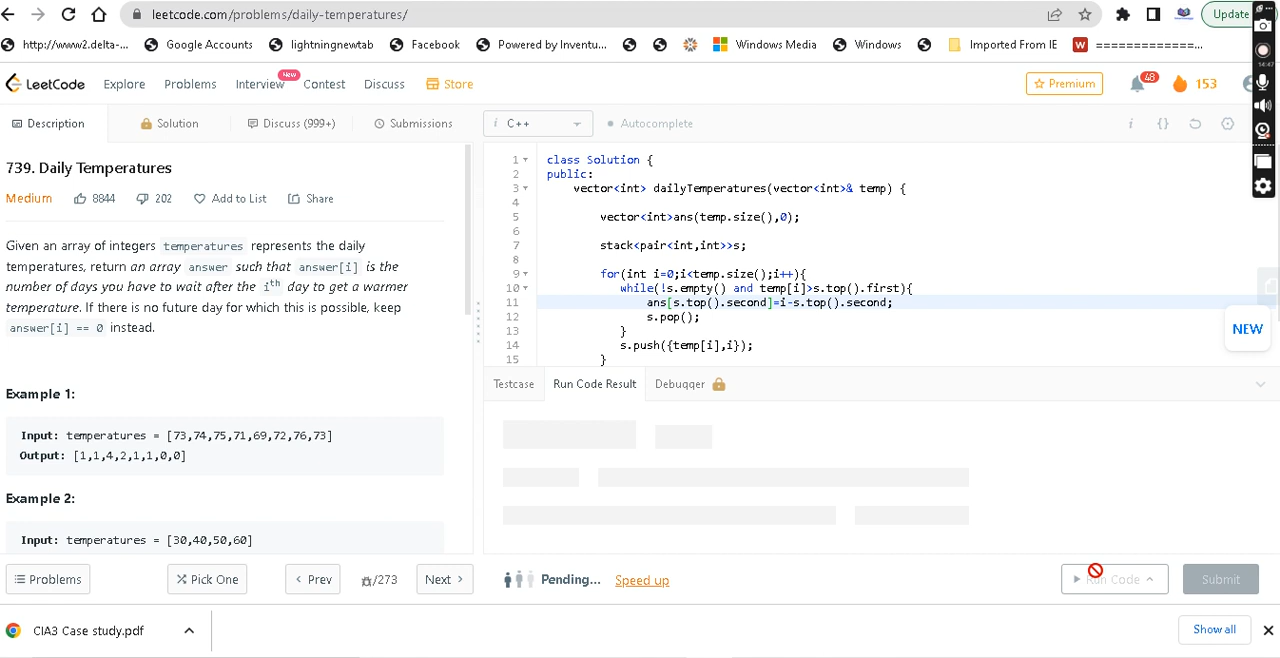 leetcode.com/problems/daily-temperatures/
Update
http://www2.delta-... Google Accounts lightningnewtab Facebook Powered by Inventu... Windows Media Windows Imported From IE =============...
14:47
LeetCode Explore Problems Interview New Contest Discuss Store Premium 48 153
Description Solution Discuss (999+) Submissions i C++ Autocomplete
739. Daily Temperatures
Medium 8844 202 Add to List Share
Given an array of integers temperatures represents the daily
temperatures, return an array answer such that answer[i] is the
number of days you have to wait after the ith day to get a warmer
temperature. If there is no future day for which this is possible, keep
answer[i] == 0 instead.
Example 1:
Input: temperatures = [73,74,75,71,69,72,76,73]
Output: [1,1,4,2,1,1,0,0]
Example 2:
Input: temperatures = [30,40,50,60]
1 class Solution {
2 public:
3 vector<int> dailyTemperatures(vector<int>& temp) {
4
5 vector<int>ans(temp.size(),0);
6
7 stack<pair<int,int>>s;
8
9 for(int i=0;i<temp.size();i++){
10 while(!s.empty() and temp[i]>s.top().first){
11 ans[s.top().second]=i-s.top().second;
12 s.pop();
13 }
14 s.push({temp[i],i});
15 }
NEW
Testcase Run Code Result Debugger
Problems Pick One Prev /273 Next Pending... Speed up Run Code Submit
CIA3 Case study.pdf Show all